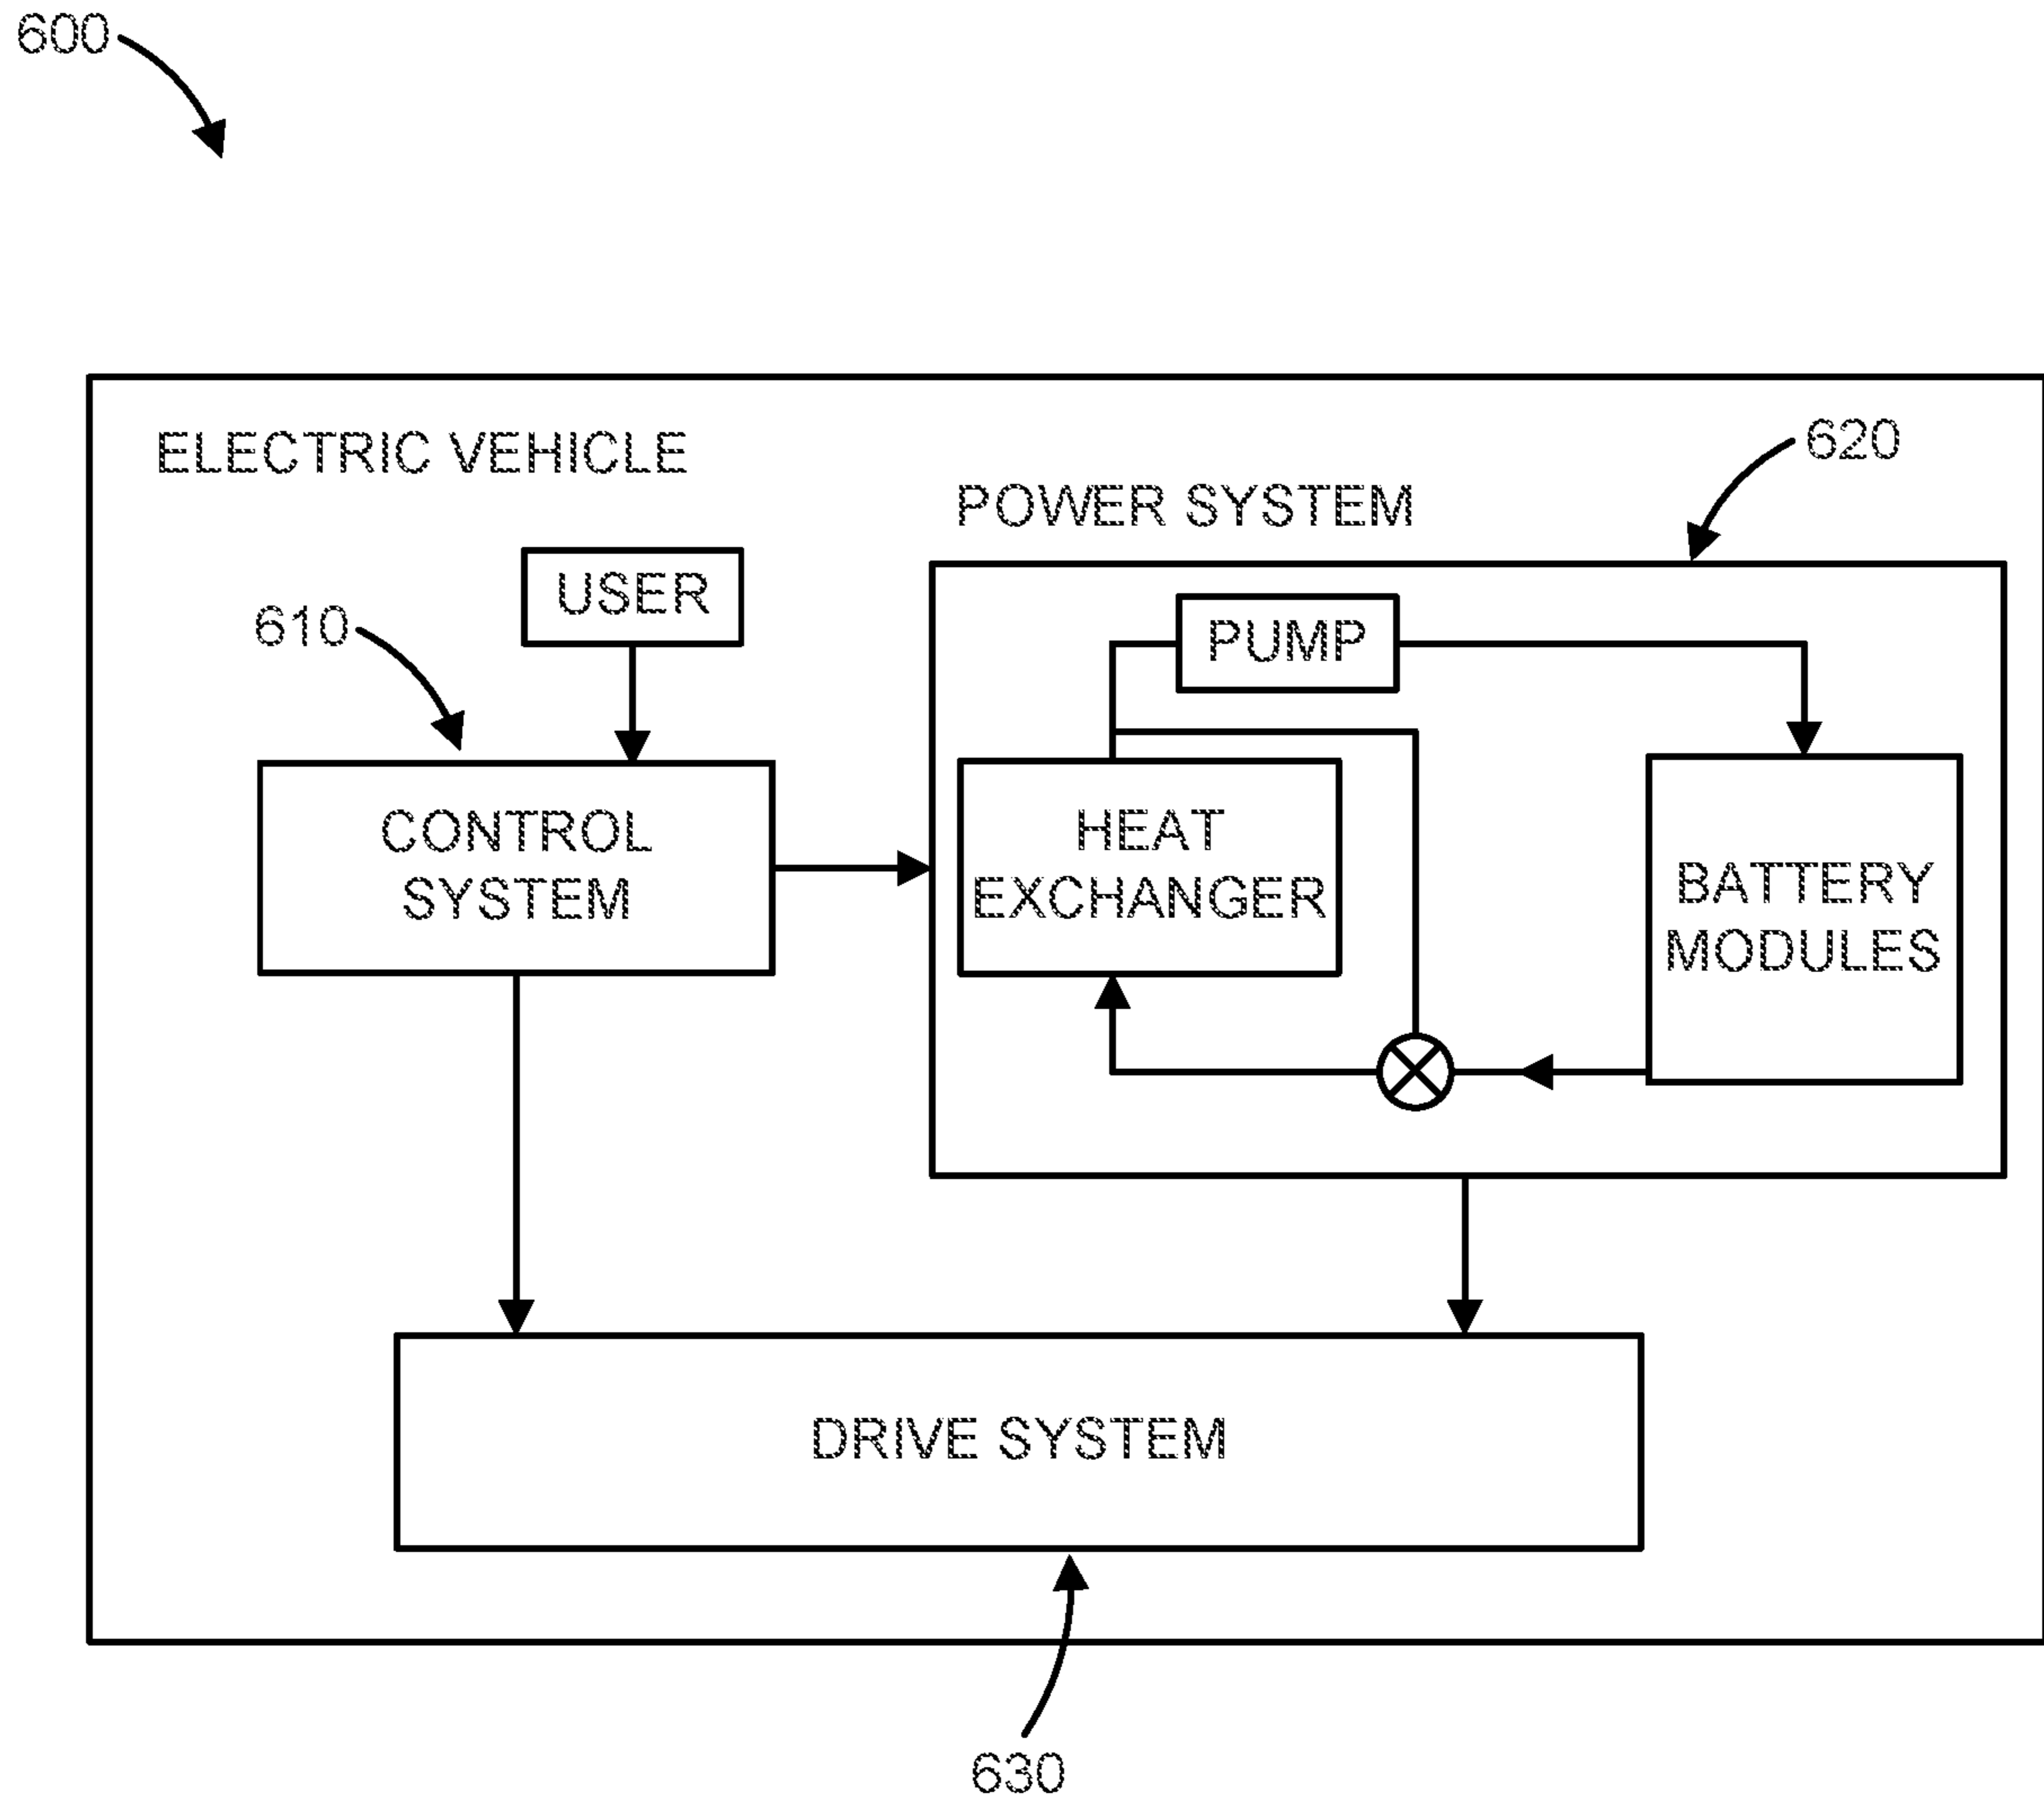 600
ELECTRIC VEHICLE
620
POWER SYSTEM
USER
610
PUMP
CONTROL
SYSTEM
HEAT
EXCHANGER
BATTERY
MODULES
DRIVE SYSTEM
630